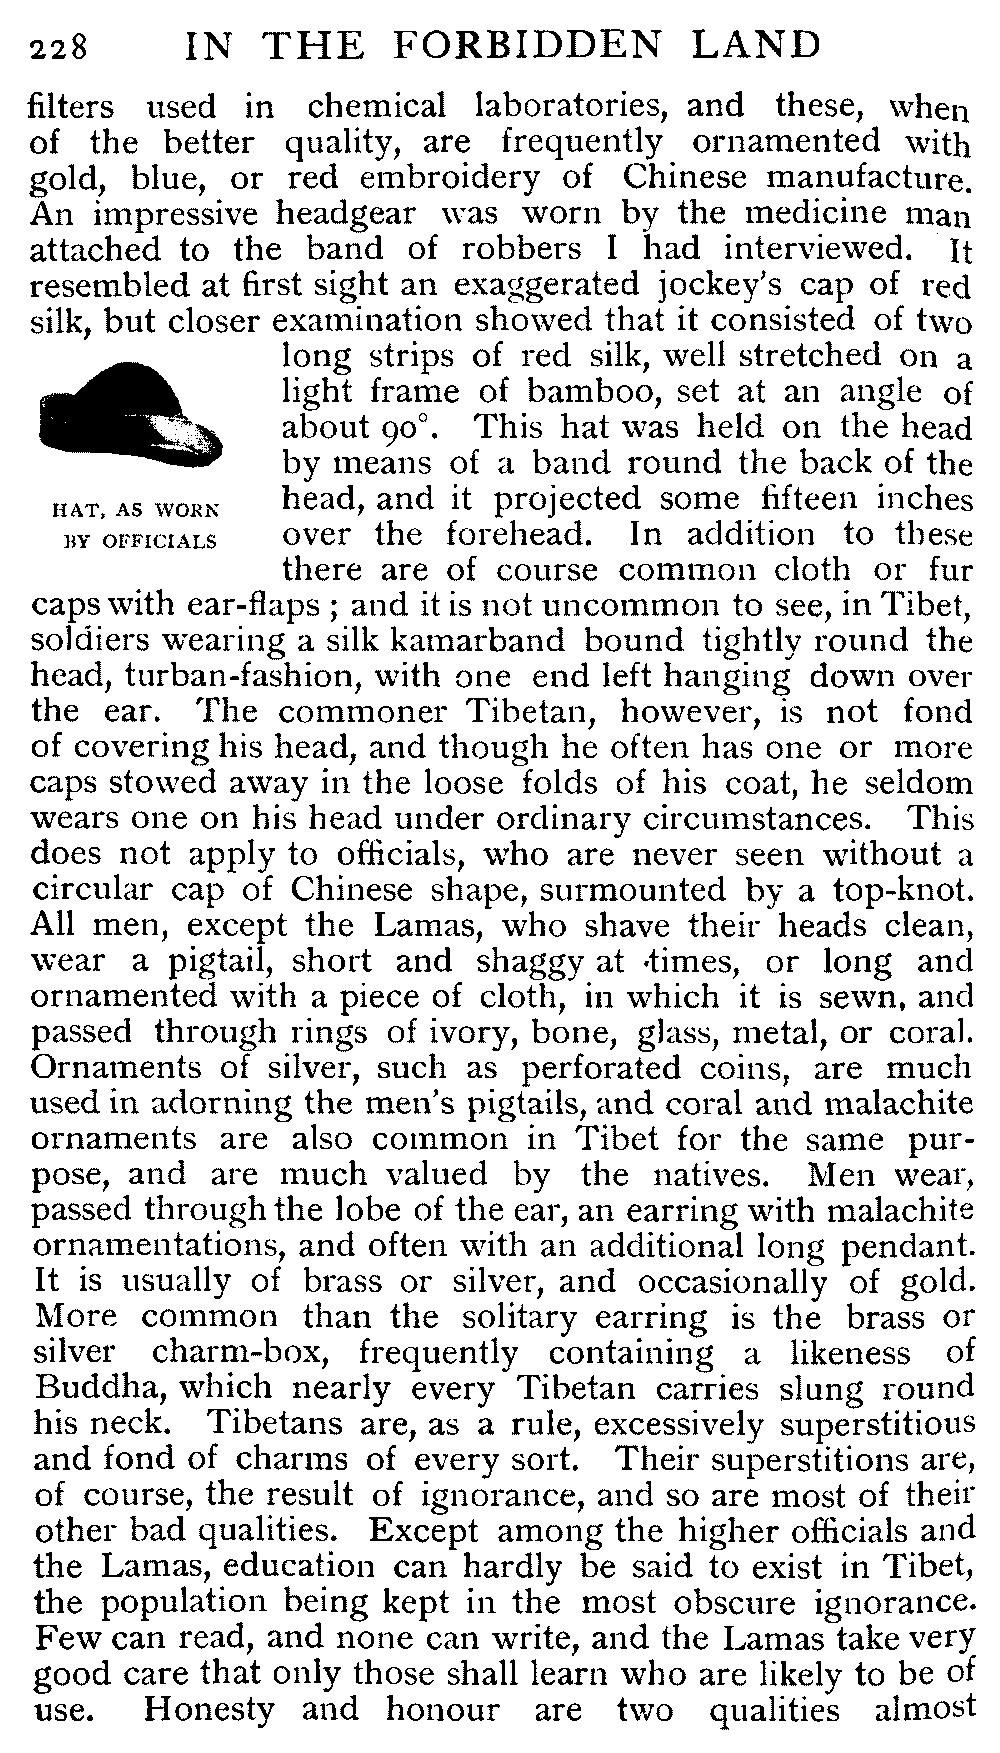 228 IN THE FORBIDDEN LAND
filters used in chemical laboratories, and these, when
of the better quality, are frequently ornamented with
gold, blue, or red embroidery of Chinese manufacture.
An impressive headgear was worn by the medicine man
attached to the band of robbers I had interviewed. It
resembled at first sight an exaggerated jockey's cap of red
silk, but closer examination showed that it consisted of two
long strips of red silk, well stretched on a
light frame of bamboo, set at an angle of
about 90°. This hat was held on the head
by means of a band round the back of the
head, and it projected some fifteen inches
over the forehead. In addition to these
there are of course common cloth or fur
HAT, AS WORN
BY OFFICIALS
caps with ear-flaps ; and it is not uncommon to see, in Tibet,
soldiers wearing a silk kamarband bound tightly round the
head, turban-fashion, with one end left hanging down over
the ear. The commoner Tibetan, however, is not fond
of covering his head, and though he often has one or more
caps stowed away in the loose folds of his coat, he seldom
wears one on his head under ordinary circumstances. This
does not apply to officials, who are never seen without a
circular cap of Chinese shape, surmounted by a top-knot.
All men, except the Lamas, who shave their heads clean,
wear a pigtail, short and shaggy at times, or long and
ornamented with a piece of cloth, in which it is sewn, and
passed through rings of ivory, bone, glass, metal, or coral.
Ornaments of silver, such as perforated coins, are much
used in adorning the men's pigtails, and coral and malachite
ornaments are also common in Tibet for the same pur-
pose, and are much valued by the natives. Men wear,
passed through the lobe of the ear, an earring with malachite
ornamentations, and often with an additional long pendant.
It is usually of brass or silver, and occasionally of gold.
More common than the solitary earring is the brass or
silver charm-box, frequently containing a likeness of
Buddha, which nearly every Tibetan carries slung round
his neck. Tibetans are, as a rule, excessively superstitious
and fond of charms of every sort. Their superstitions are,
of course, the result of ignorance, and so are most of their
other bad qualities. Except among the higher officials and
the Lamas, education can hardly be said to exist in Tibet,
the population being kept in the most obscure ignorance.
Few can read, and none can write, and the Lamas take very
good care that only those shall learn who are likely to be of
use. Honesty and honour are two qualities almost